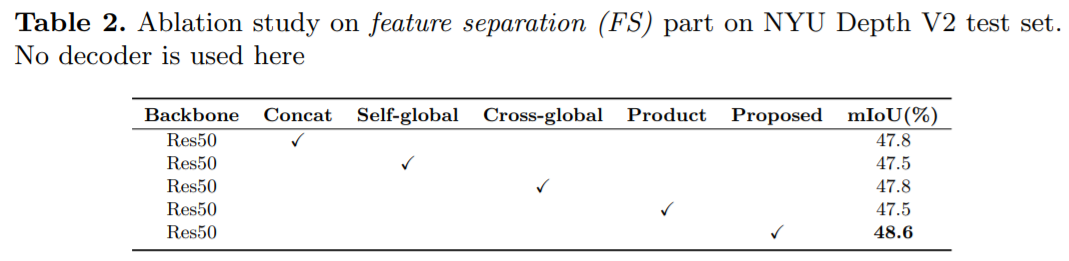 Table 2. Ablation study on feature separation (FS) part on NYU Depth V2 test set.
No decoder is used here
Backbone Concat Self-global Cross-global Product Proposed mIoU(%)
Res50 ✓ 47.8
Res50 ✓ 47.5
Res50 ✓ 47.8
Res50 ✓ 47.5
Res50 ✓ 48.6